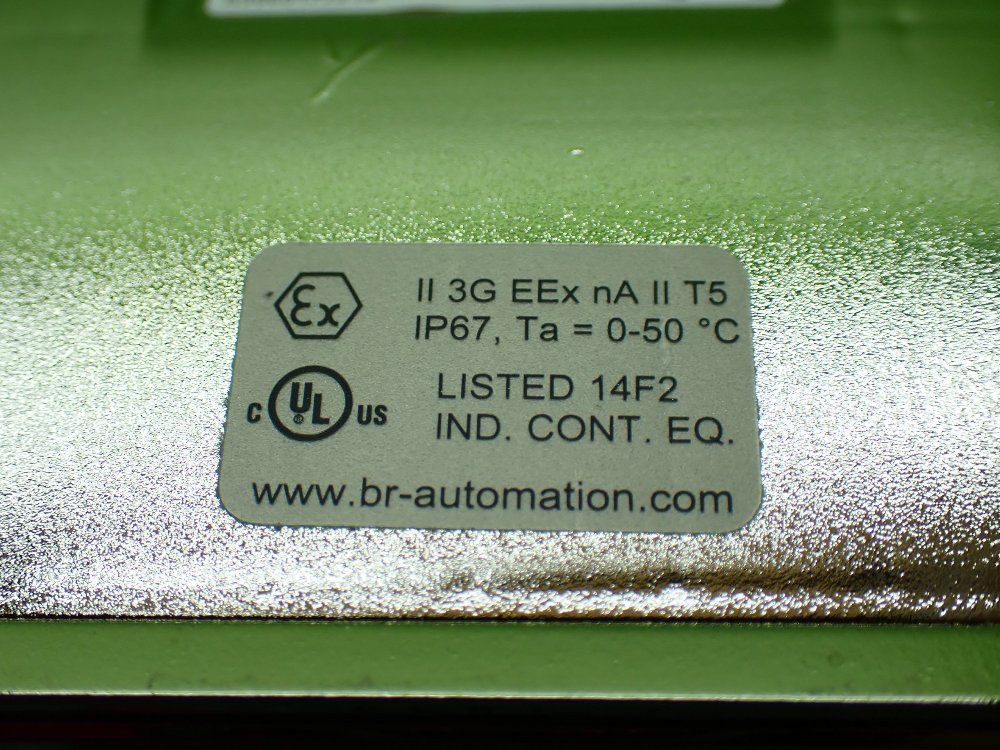 Ex II 3G EEx nA II T5
IP67, Ta = 0-50 °C
C UL ® US LISTED 14F2
IND. CONT. EQ.
www.br-automation.com